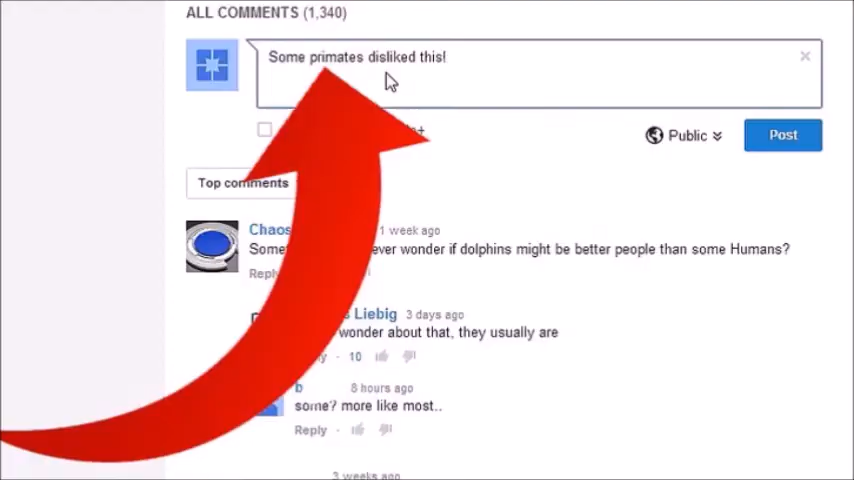 ALL COMMENTS (1,340)
Some primates disliked this!
Public
Post
Top comments
Chaos 1 week ago
ever wonder if dolphins might be better people than some Humans?
Reply
Liebig 3 days ago
wonder about that, they usually are
10
b 8 hours ago
some? more like most..
Reply
3 weeks ago